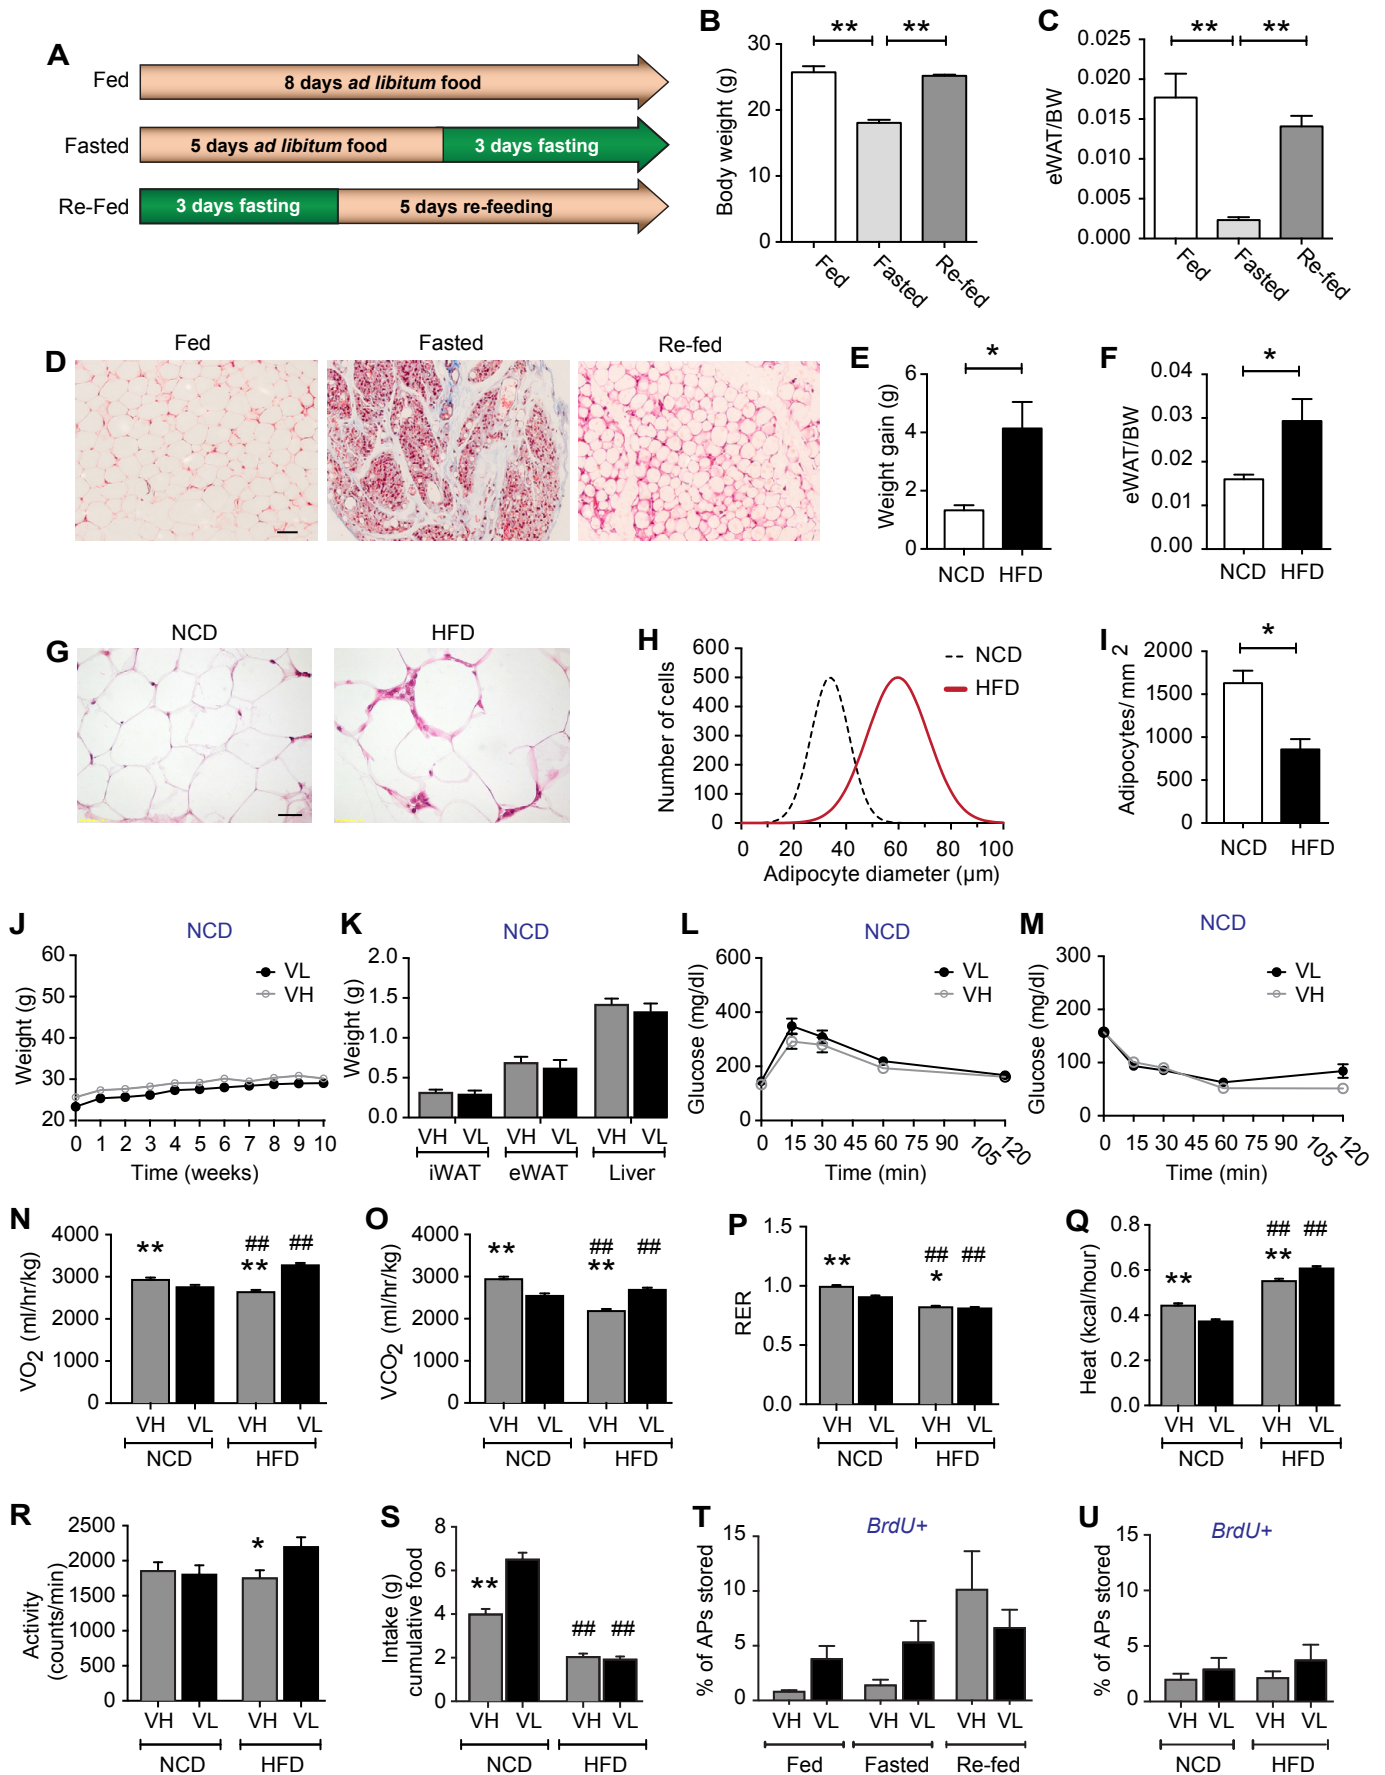 A
Fed
8 days ad libitum food
Fasted
5 days ad libitum food
3 days fasting
Re-Fed
3 days fasting
5 days re-feeding
B
**
**
Body weight (g)
30
20
10
0
Fed
Fasted
Re-fed
C
**
**
eWAT/BW
0.025
0.020
0.015
0.010
0.005
0.000
Fed
Fasted
Re-fed
D
Fed
Fasted
Re-fed
E
*
Weight gain (g)
6
4
2
0
NCD
HFD
F
*
eWAT/BW
0.04
0.03
0.02
0.01
0.00
NCD
HFD
G
NCD
HFD
H
Number of cells
600
500
400
300
200
100
0
NCD
HFD
0 20 40 60 80 100
Adipocyte diameter (µm)
I
*
Adipocytes/mm 2
2000
1500
1000
500
0
NCD
HFD
J
NCD
Weight (g)
60
50
40
30
20
VL
VH
0 1 2 3 4 5 6 7 8 9 10
Time (weeks)
K
NCD
Weight (g)
2.0
1.5
1.0
0.5
0.0
VH VL VH VL VH VL
iWAT eWAT Liver
L
NCD
Glucose (mg/dl)
600
400
200
0
VL
VH
0 15 30 45 60 75 90 105 120
Time (min)
M
NCD
Glucose (mg/dl)
300
200
100
0
VL
VH
0 15 30 45 60 75 90 105 120
Time (min)
N
VO2 (ml/hr/kg)
4000
3000
2000
1000
0
**
##
**
##
VH VL VH VL
NCD HFD
O
VCO2 (ml/hr/kg)
4000
3000
2000
1000
0
**
##
**
##
VH VL VH VL
NCD HFD
P
RER
1.5
1.0
0.5
0.0
**
##
*
##
VH VL VH VL
NCD HFD
Q
Heat (kcal/hour)
0.8
0.6
0.4
0.2
0.0
**
##
**
##
VH VL VH VL
NCD HFD
R
Activity
(counts/min)
2500
2000
1500
1000
500
0
*
VH VL VH VL
NCD HFD
S
Intake (g)
cumulative food
8
6
4
2
0
**
##
##
VH VL VH VL
NCD HFD
T
BrdU+
% of APs stored
15
10
5
0
VH VL VH VL VH VL
Fed Fasted Re-fed
U
BrdU+
% of APs stored
15
10
5
0
VH VL VH VL
NCD HFD